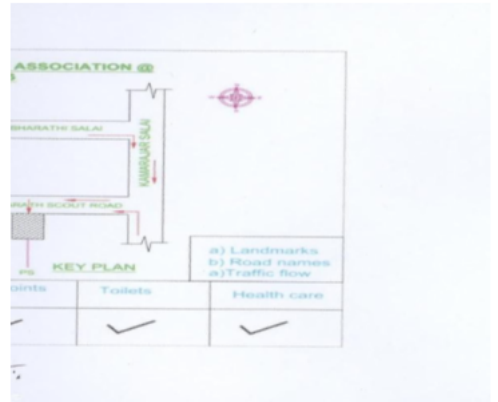 ASSOCIATION @
BHARATHI SALAI
KAMARAJAR SALAI
ARATH SCOUT ROAD
PS
KEY PLAN
a) Landmarks
b) Road names
a)Traffic flow
oints
Toilets
Health care